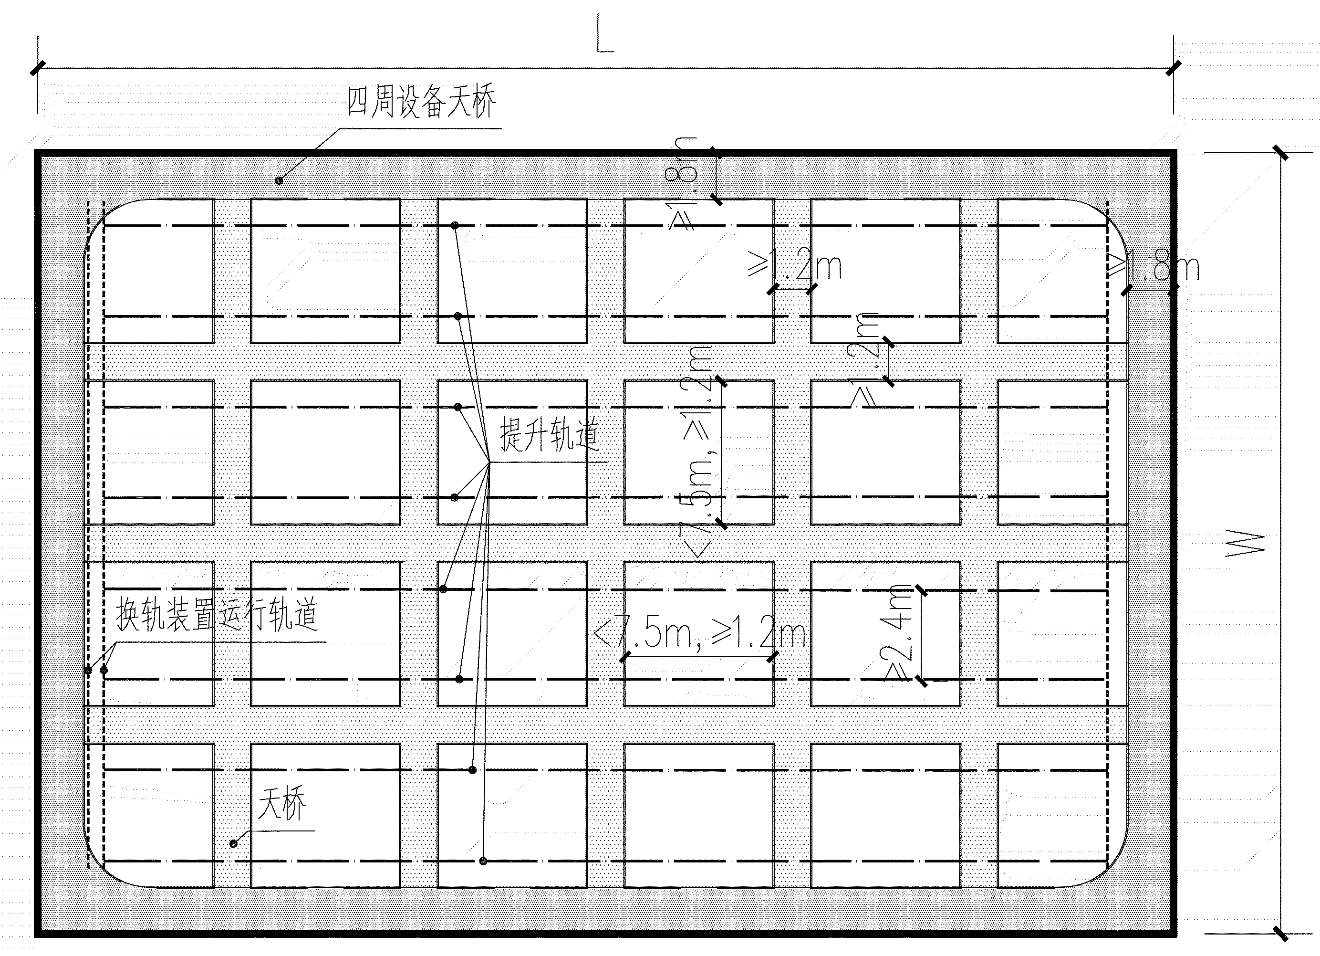 L
四周设备天桥
≥1.8m
≥1.2m
≥1.8m
≥1.2m
<7.5m,≥1.2m
提升轨道
W
换轨装置运行轨道
<7.5m,≥1.2m
≥2.4m
天桥